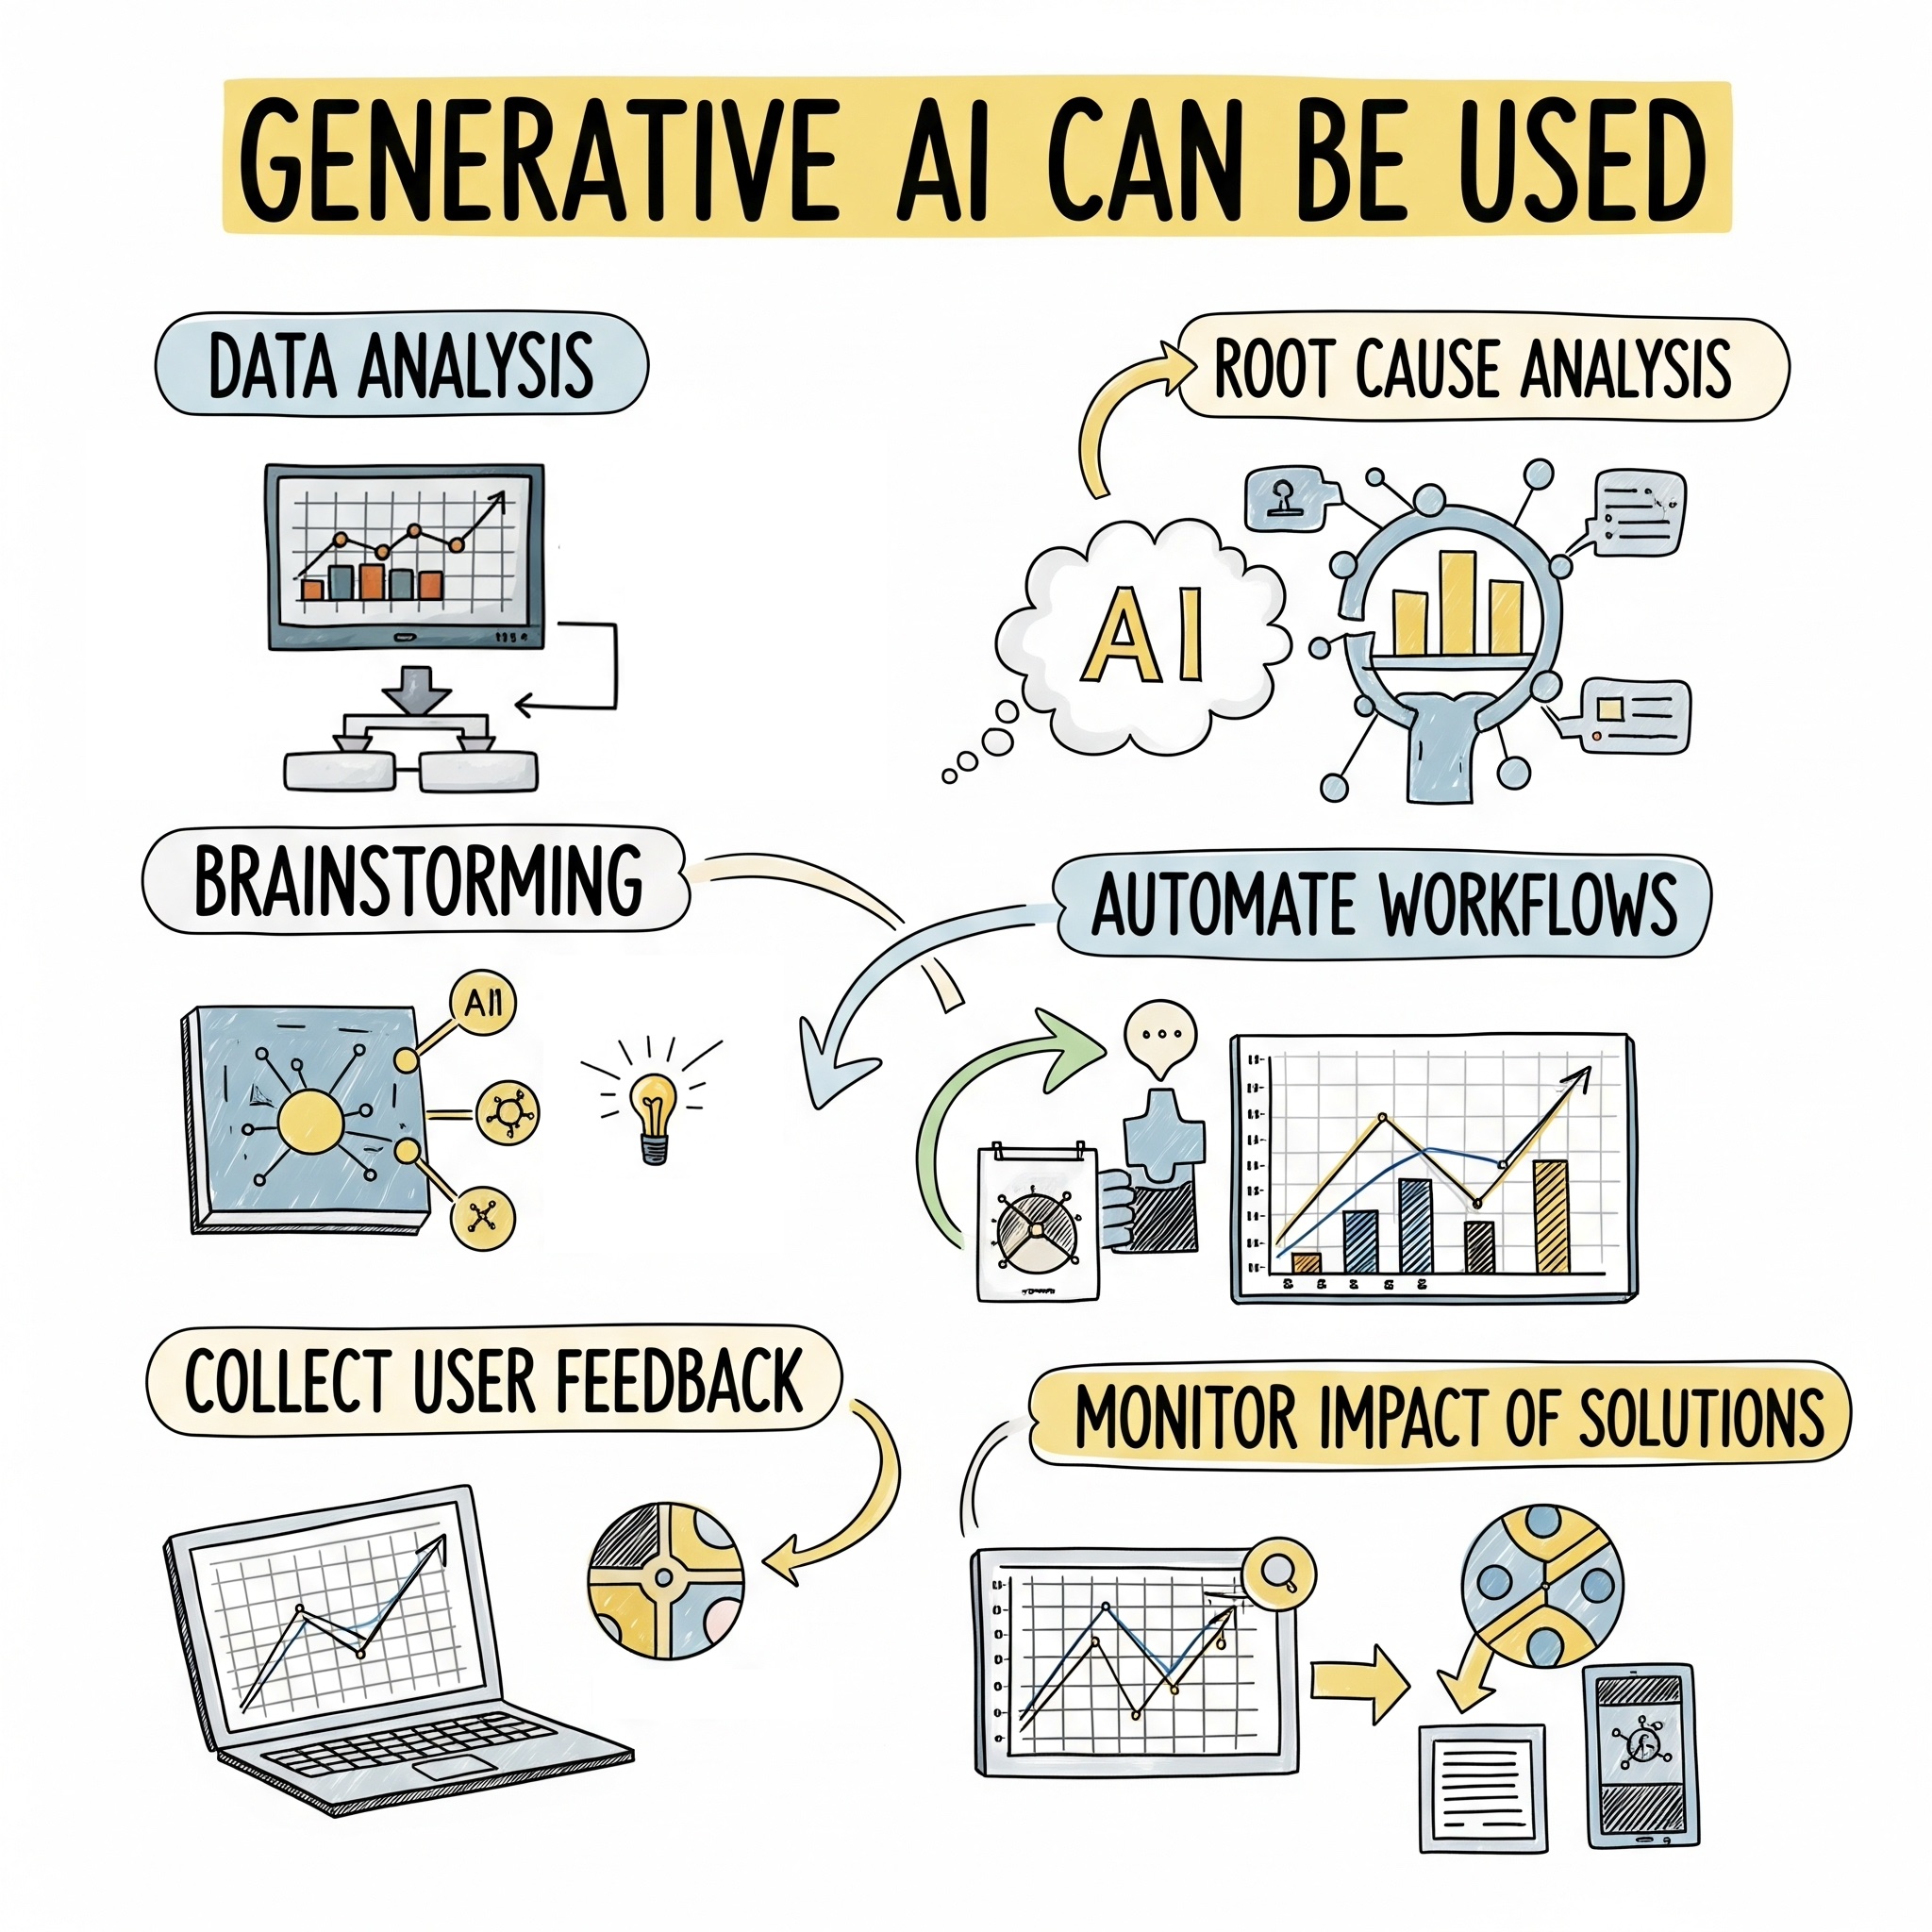 GENERATIVE AI CAN BE USED
DATA ANALYSIS
ROOT CAUSE ANALYSIS
AI
BRAINSTORMING
AUTOMATE WORKFLOWS
COLLECT USER FEEDBACK
MONITOR IMPACT OF SOLUTIONS